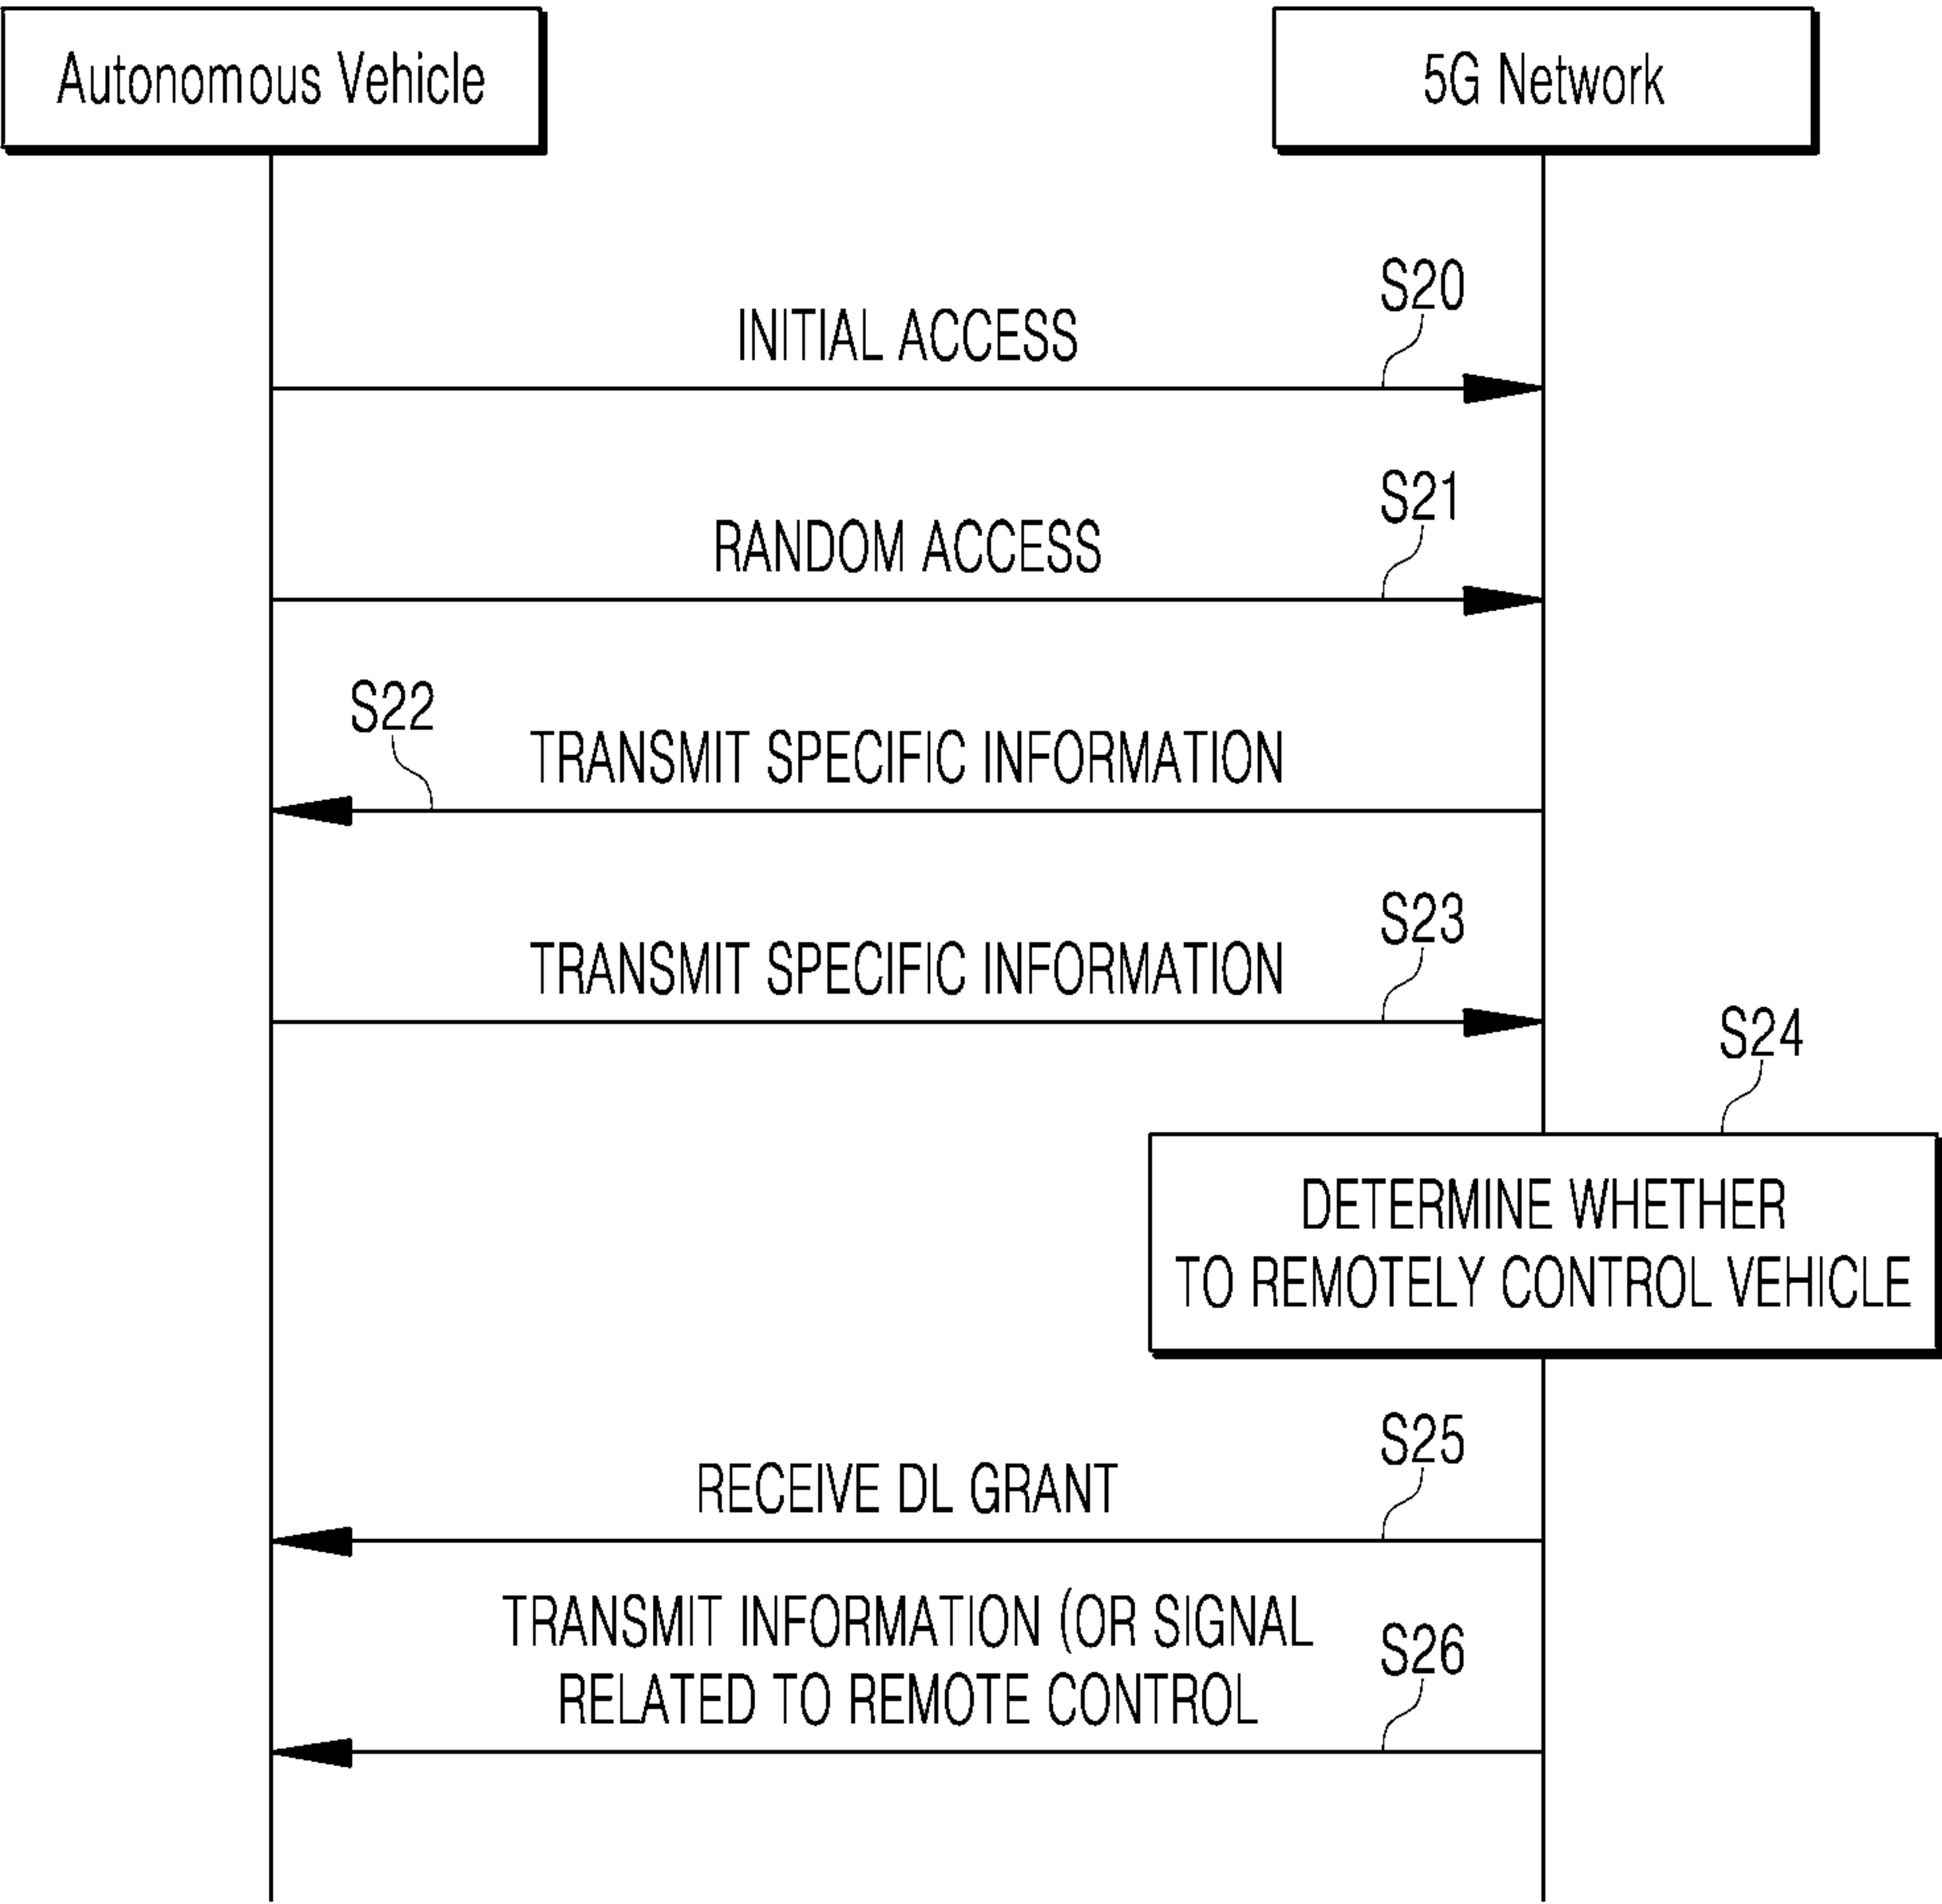 Autonomous Vehicle
5G Network
S20
INITIAL ACCESS
S21
RANDOM ACCESS
S22
TRANSMIT SPECIFIC INFORMATION
S23
TRANSMIT SPECIFIC INFORMATION
S24
DETERMINE WHETHER
TO REMOTELY CONTROL VEHICLE
S25
RECEIVE DL GRANT
TRANSMIT INFORMATION (OR SIGNAL
RELATED TO REMOTE CONTROL
S26